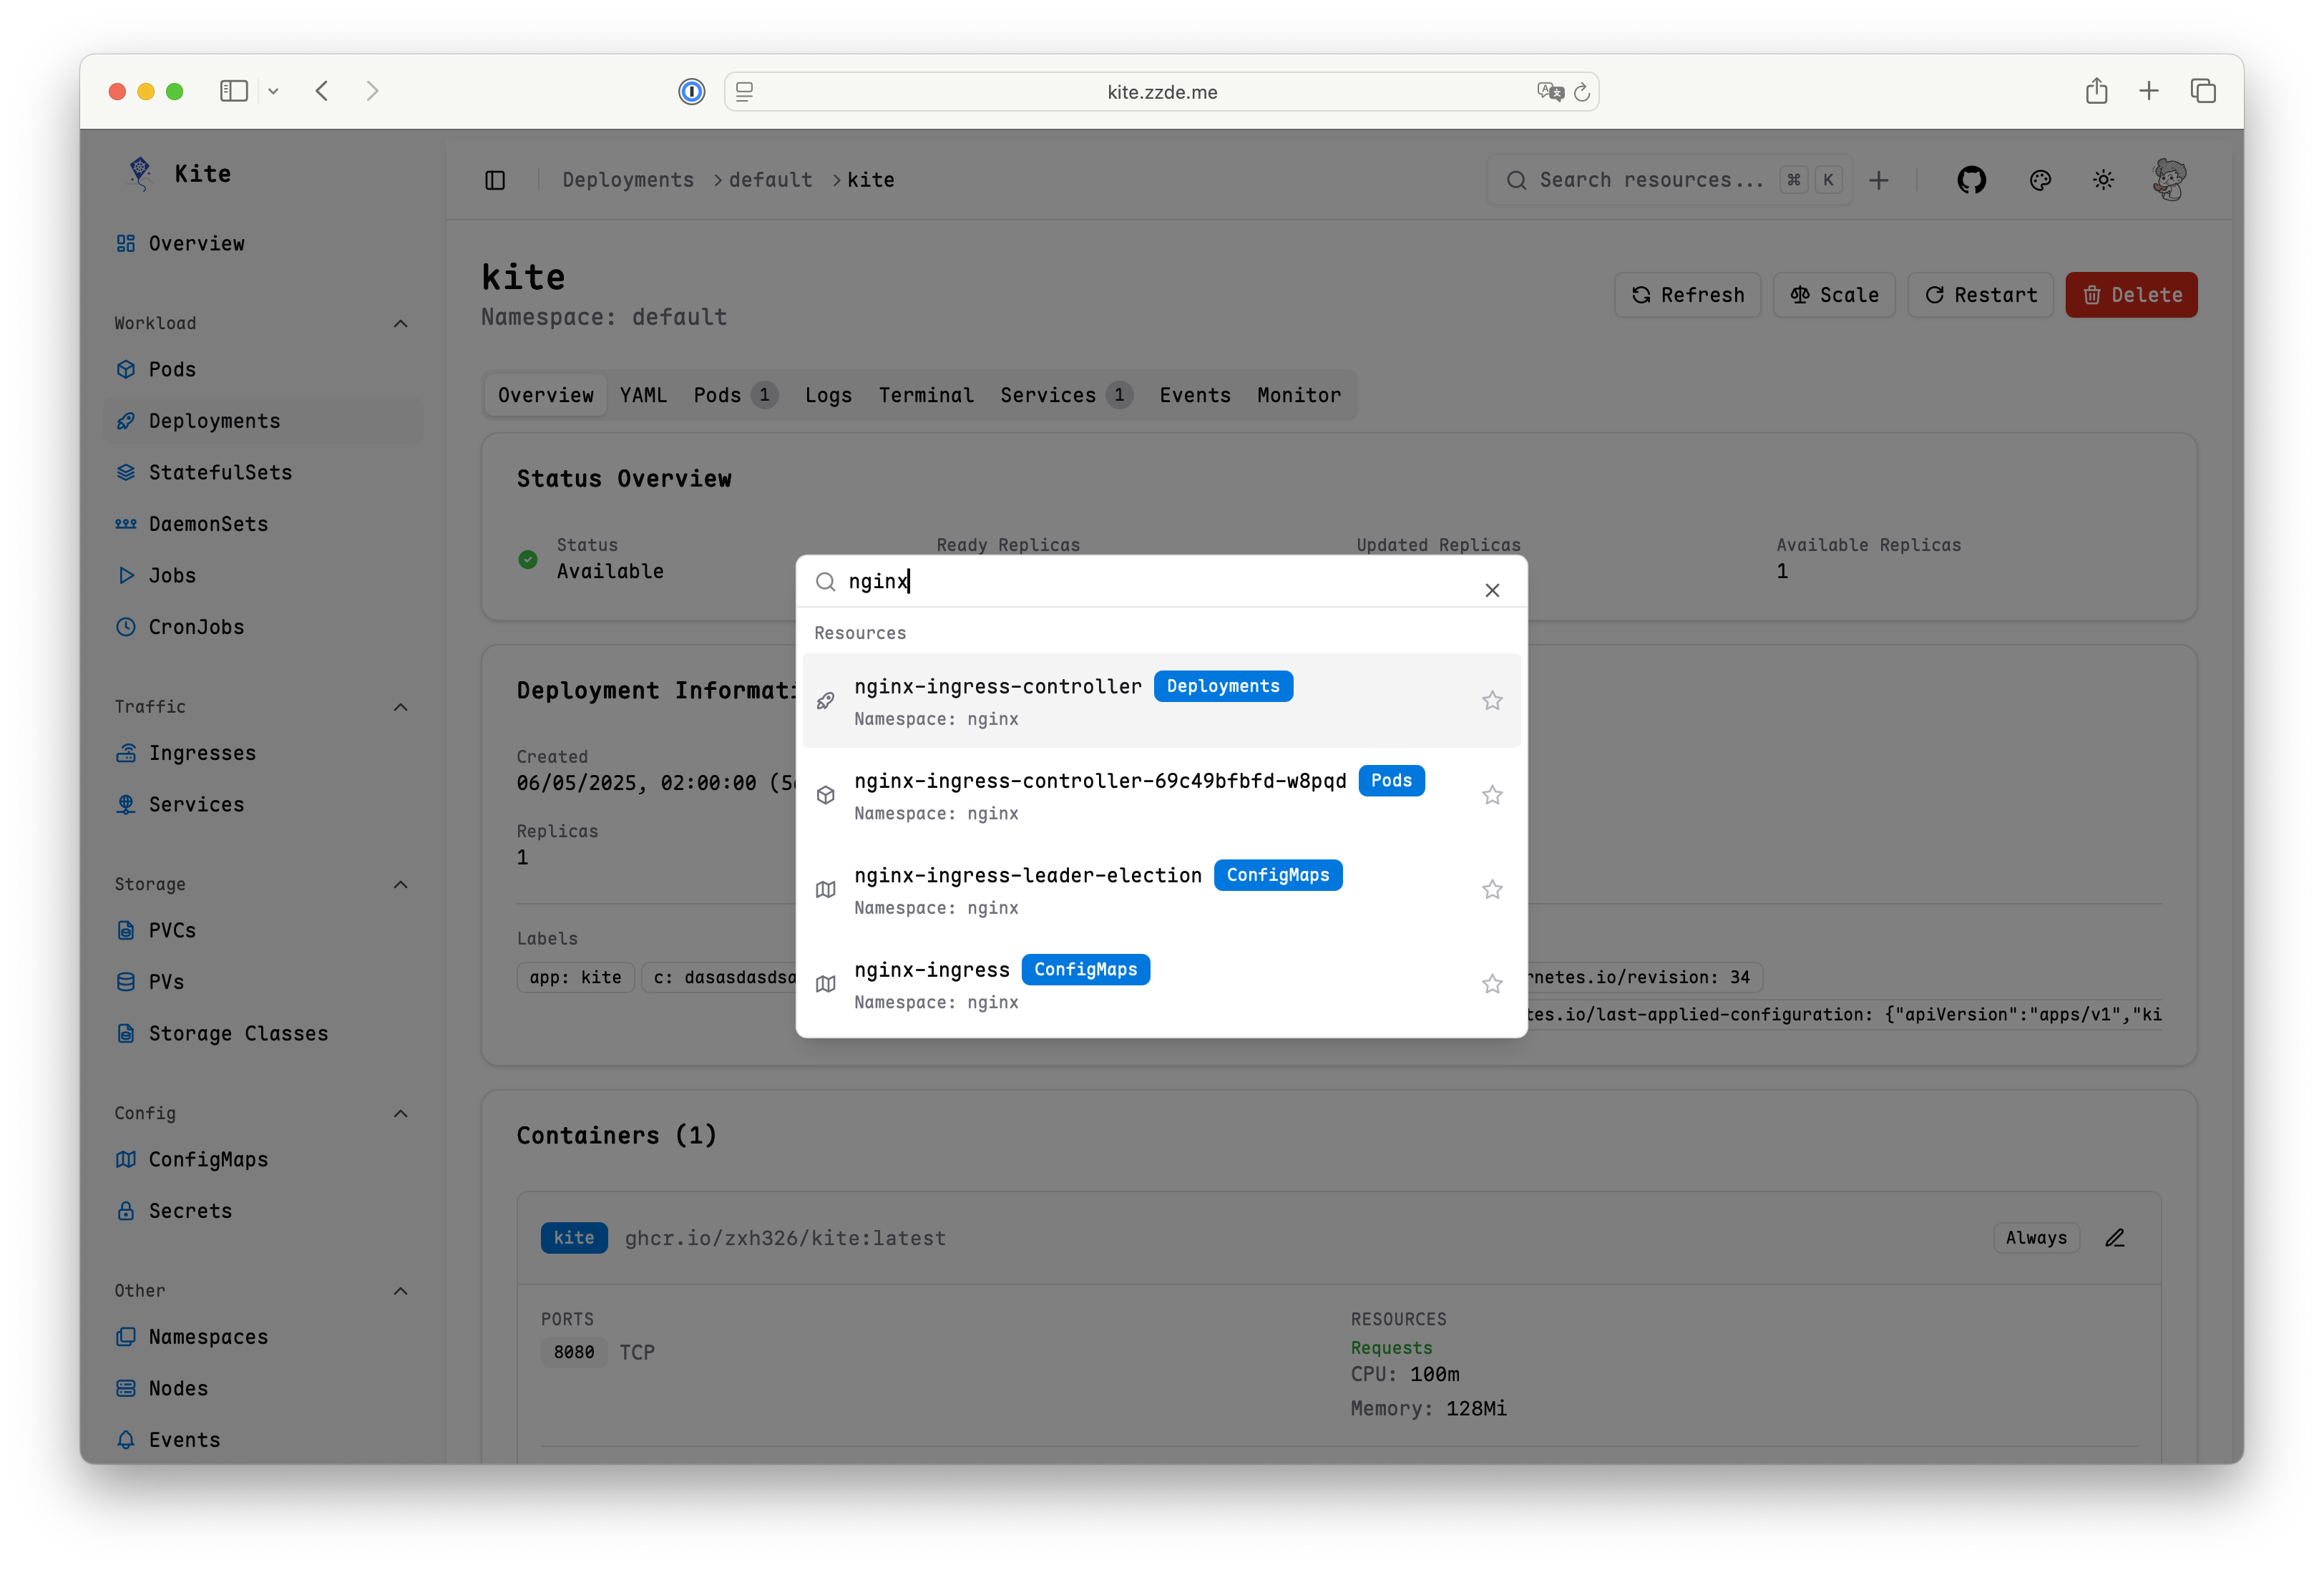 kite.zzde.me
Kite
Deployments > default > kite
Search resources... ⌘ K
Overview
Workload
Pods
Deployments
StatefulSets
DaemonSets
Jobs
CronJobs
Traffic
Ingresses
Services
Storage
PVCs
PVs
Storage Classes
Config
ConfigMaps
Secrets
Other
Namespaces
Nodes
Events
kite
Namespace: default
Refresh Scale Restart Delete
Overview YAML Pods 1 Logs Terminal Services 1 Events Monitor
Status Overview
Status Ready Replicas Updated Replicas Available Replicas
Available 1
nginx
Resources
nginx-ingress-controller Deployments
Namespace: nginx
nginx-ingress-controller-69c49bfbfd-w8pqd Pods
Namespace: nginx
nginx-ingress-leader-election ConfigMaps
Namespace: nginx
nginx-ingress ConfigMaps
Namespace: nginx
Deployment Informati
Created
06/05/2025, 02:00:00 (5
Replicas
1
Labels
app: kite c: dasasdasdsa
rnetes.io/revision: 34
tes.io/last-applied-configuration: {"apiVersion":"apps/v1","ki
Containers (1)
kite ghcr.io/zxh326/kite:latest Always
PORTS
8080 TCP
RESOURCES
Requests
CPU: 100m
Memory: 128Mi